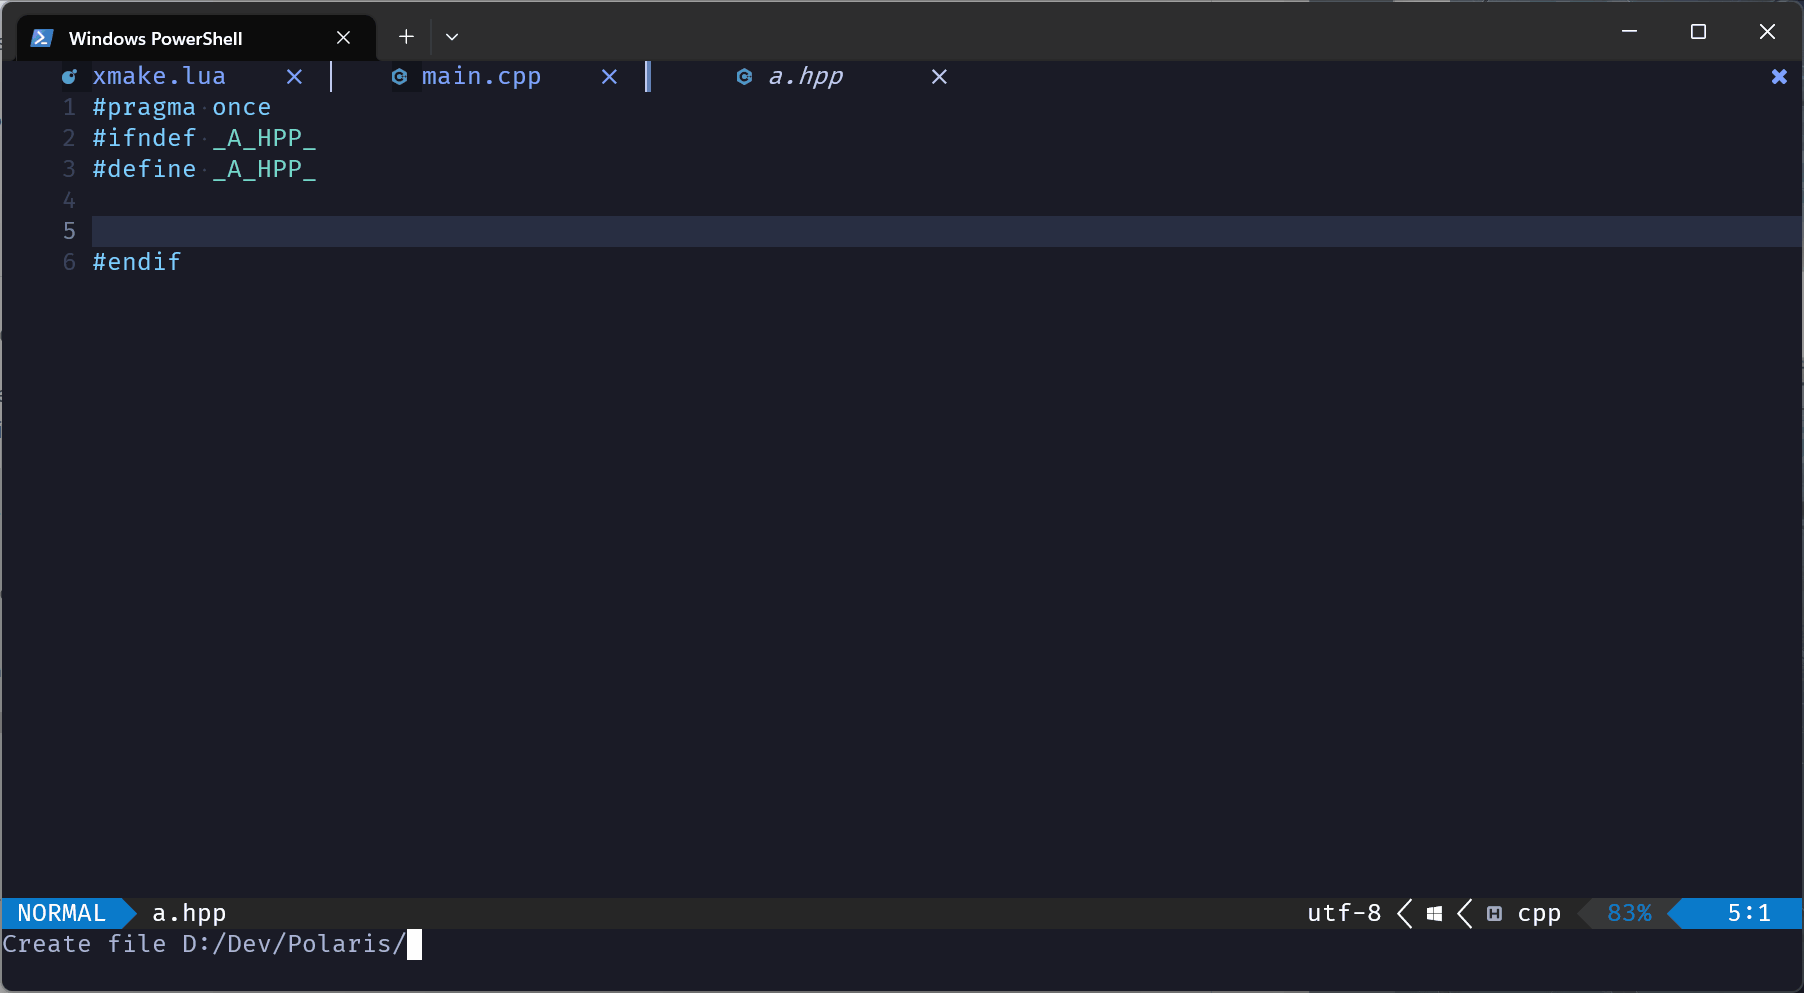 Windows PowerShell
xmake.lua main.cpp a.hpp
1 #pragma once
2 #ifndef _A_HPP_
3 #define _A_HPP_
4
5
6 #endif
NORMAL a.hpp utf-8 cpp 83% 5:1
Create file D:/Dev/Polaris/